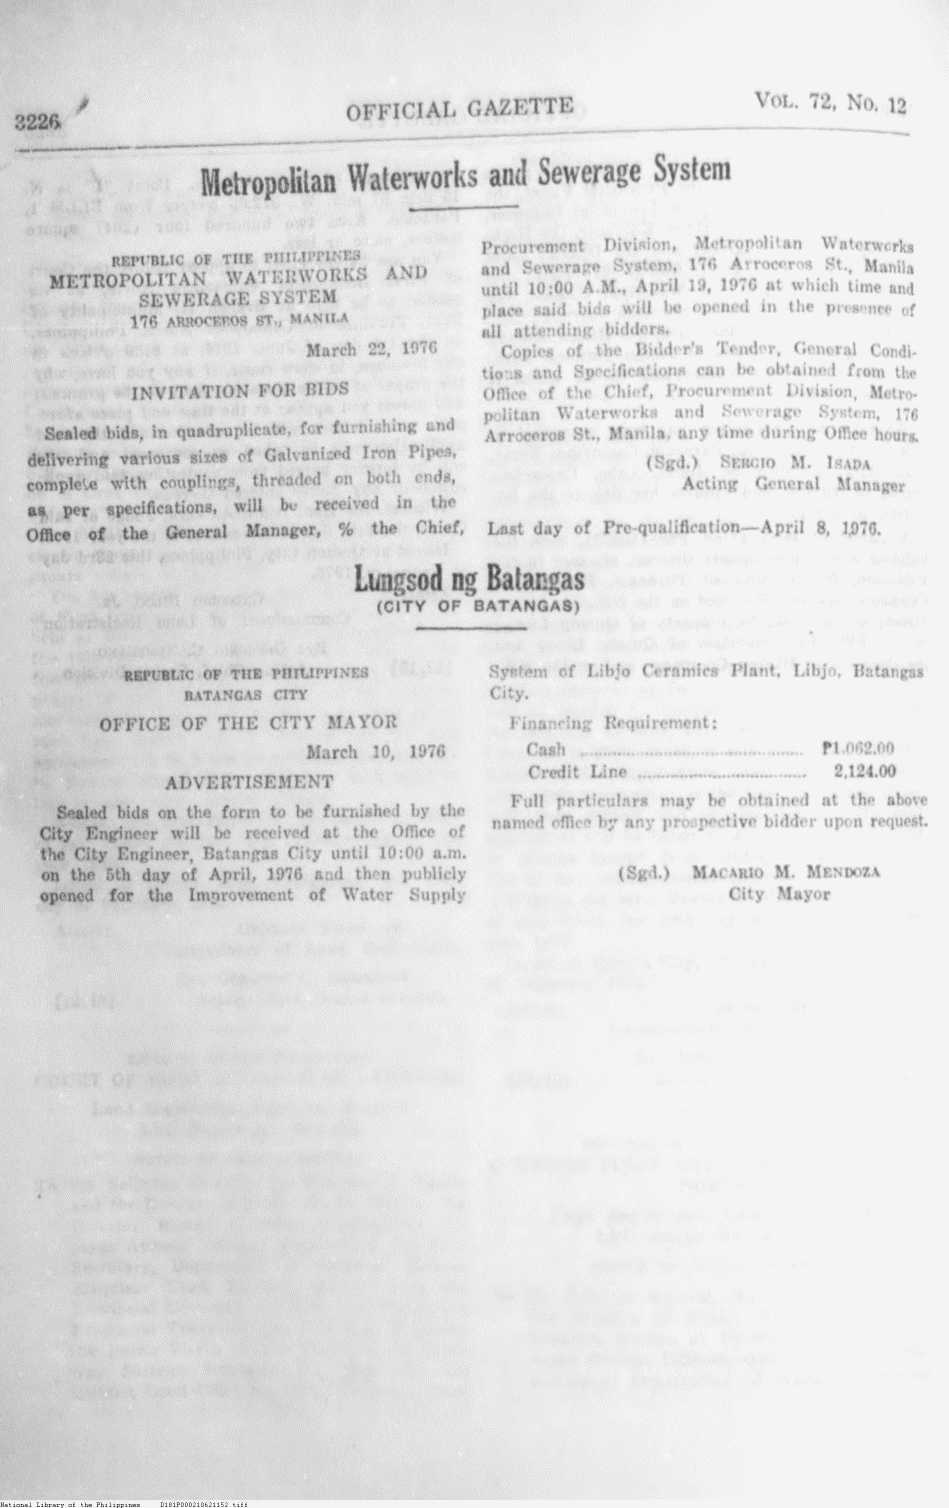 3226
OFFICIAL GAZETTE
VOL. 72, No. 12
Metropolitan Waterworks and Sewerage System
REPUBLIC OF THE PHILIPPINES
METROPOLITAN WATERWORKS AND
SEWERAGE SYSTEM
176 ARROCEROS ST., MANILA
March 22, 1976
INVITATION FOR BIDS
Sealed bids, in quadruplicate, for furnishing and
delivering various sizes of Galvanized Iron Pipes,
complete with couplings, threaded on both ends,
as per specifications, will be received in the
Office of the General Manager, % the Chief,
Procurement Division, Metropolitan Waterworks
and Sewerage System, 176 Arroceros St., Manila
until 10:00 A.M., April 19, 1976 at which time and
place said bids will be opened in the presence of
all attending bidders.
Copies of the Bidder's Tender, General Condi-
tions and Specifications can be obtained from the
Office of the Chief, Procurement Division, Metro-
politan Waterworks and Sewerage System, 176
Arroceros St., Manila, any time during Office hours.
(Sgd.) SERGIO M. ISADA
Acting General Manager
Last day of Pre-qualification—April 8, 1976.
Lungsod ng Batangas
(CITY OF BATANGAS)
REPUBLIC OF THE PHILIPPINES
BATANGAS CITY
OFFICE OF THE CITY MAYOR
March 10, 1976
ADVERTISEMENT
Sealed bids on the form to be furnished by the
City Engineer will be received at the Office of
the City Engineer, Batangas City until 10:00 a.m.
on the 5th day of April, 1976 and then publicly
opened for the Improvement of Water Supply
System of Libjo Ceramics Plant, Libjo, Batangas
City.
Financing Requirement:
Cash ........................................ ₱1,062.00
Credit Line .................................. 2,124.00
Full particulars may be obtained at the above
named office by any prospective bidder upon request.
(Sgd.) MACARIO M. MENDOZA
City Mayor
National Library of the Philippines D101P000210621152.tiff